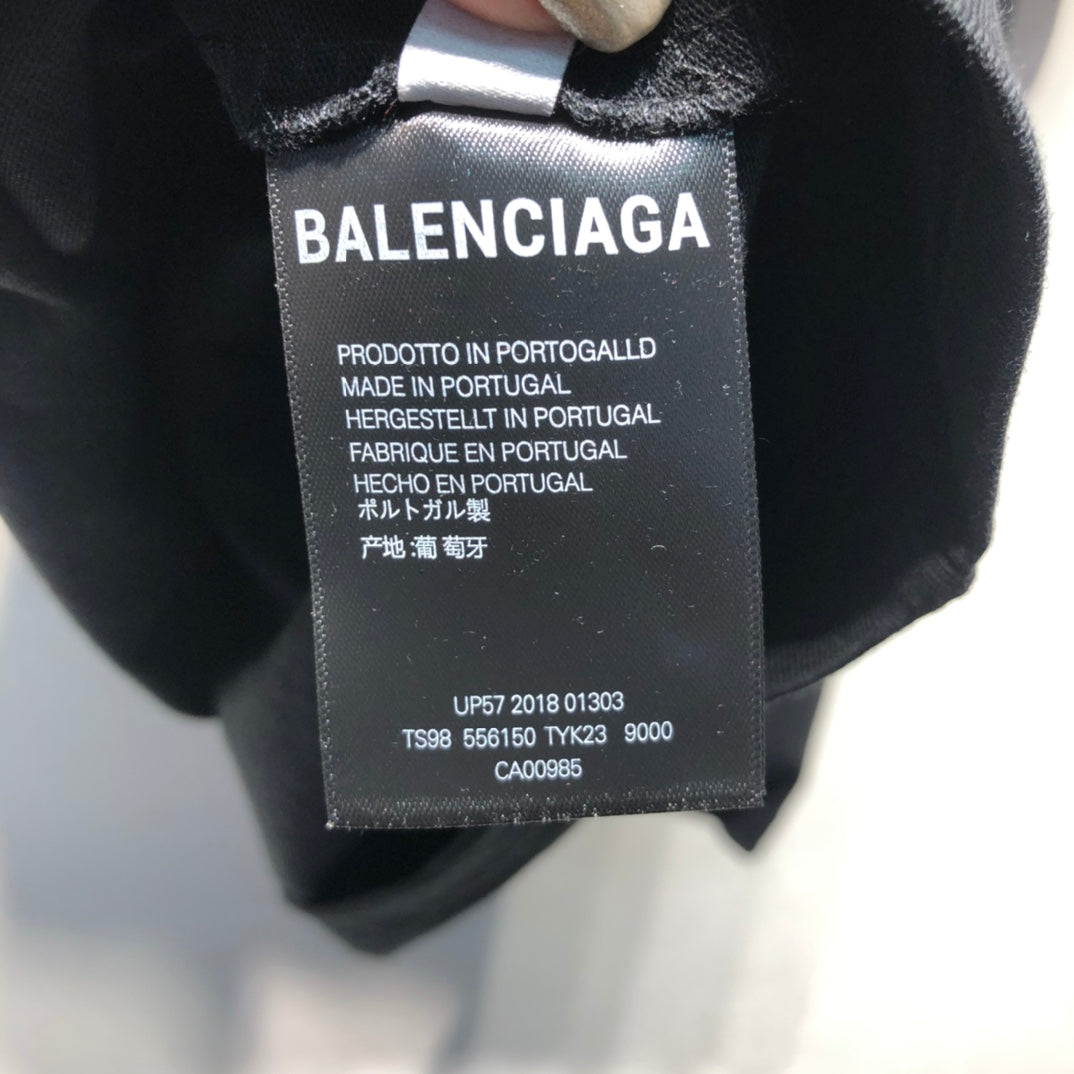 BALENCIAGA
PRODOTTO IN PORTOGALLD
MADE IN PORTUGAL
HERGESTELLT IN PORTUGAL
FABRIQUE EN PORTUGAL
HECHO EN PORTUGAL
ポルトガル製
产地:葡萄牙
UP57 2018 01303
TS98 556150 TYK23 9000
CA00985